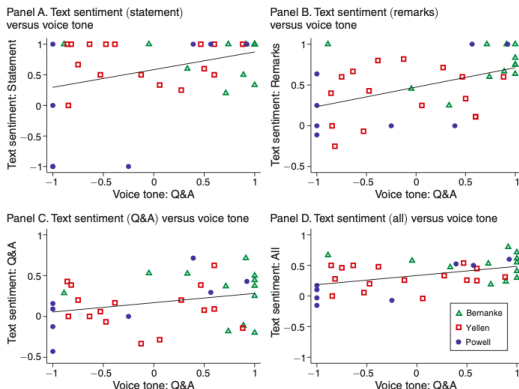 Panel A. Text sentiment (statement)
versus voice tone
Text sentiment: Statement
1
0.5
0
−0.5
−1
−1
−0.5
0
0.5
1
Voice tone: Q&A
Panel B. Text sentiment (remarks)
versus voice tone
Text sentiment: Remarks
1
0.5
0
−0.5
−1
−0.5
0
0.5
1
Voice tone: Q&A
Panel C. Text sentiment (Q&A) versus voice tone
Text sentiment: Q&A
1
0.5
0
−0.5
−1
−0.5
0
0.5
1
Voice tone: Q&A
Panel D. Text sentiment (all) versus voice tone
Text sentiment: All
1
0.5
0
−0.5
−1
−1
−0.5
0
0.5
1
Voice tone: Q&A
Bernanke
Yellen
Powell